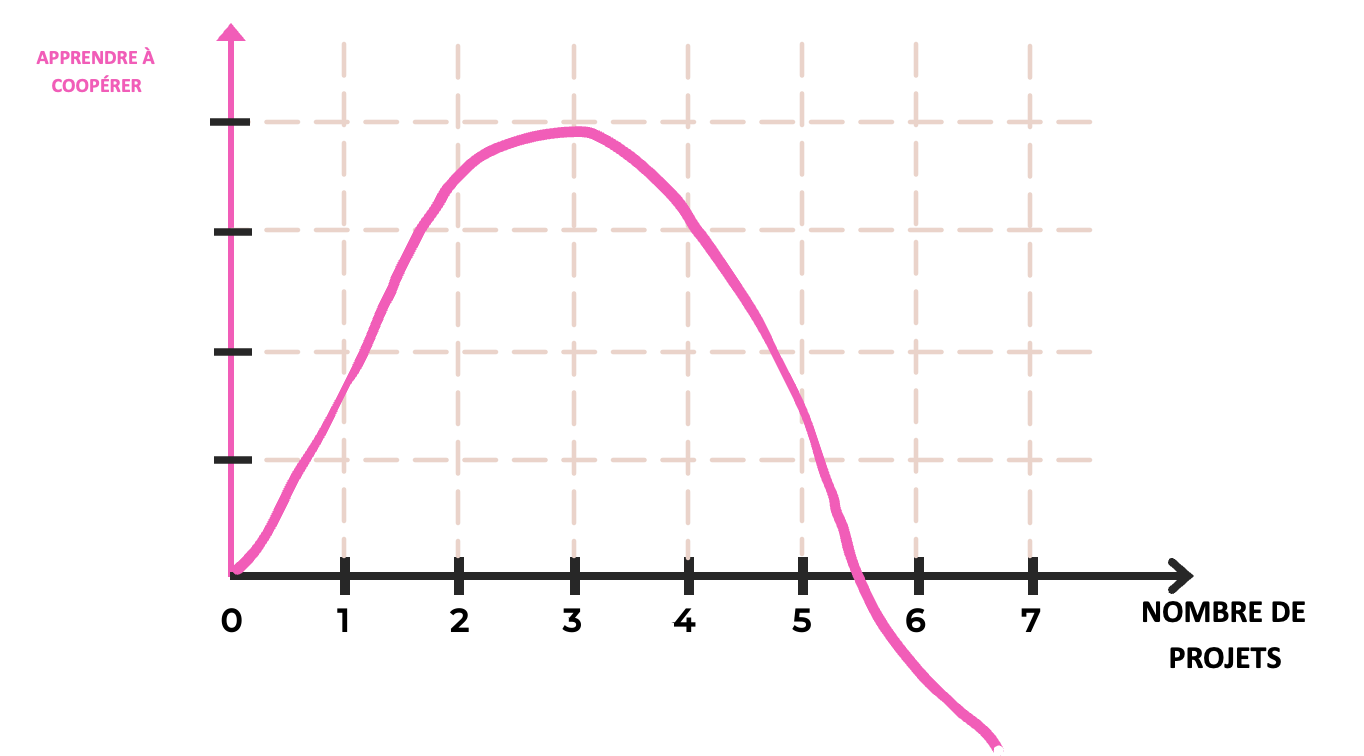 APPRENDRE À
COOPÉRER
0 1 2 3 4 5 6 7
NOMBRE DE
PROJETS